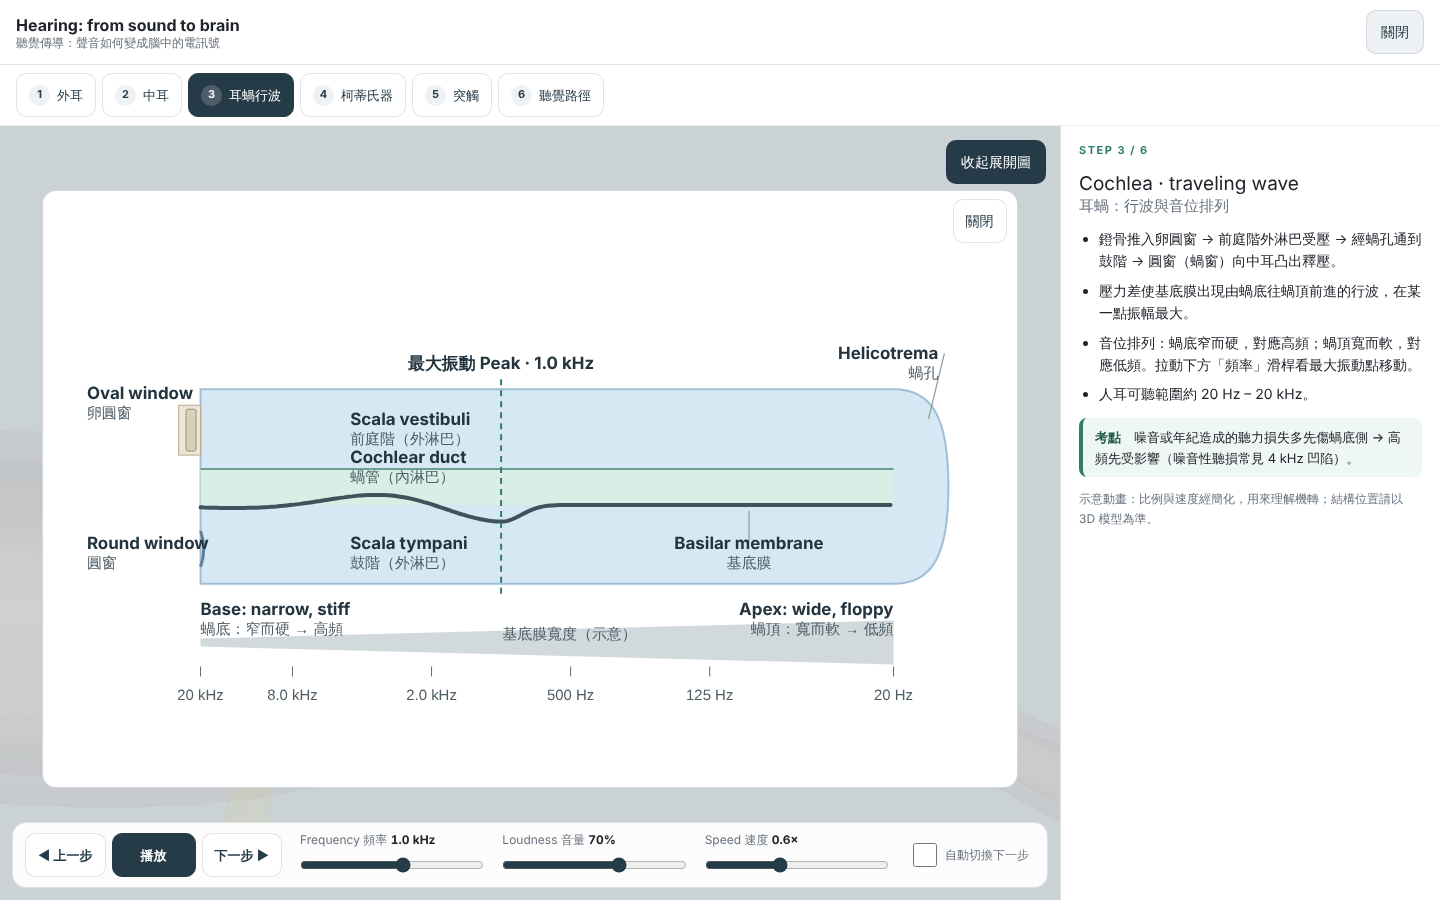 Hearing: from sound to brain
聽覺傳導：聲音如何變成腦中的電訊號
關閉
1 外耳
2 中耳
3 耳蝸行波
4 柯蒂氏器
5 突觸
6 聽覺路徑
收起展開圖
關閉
最大振動 Peak · 1.0 kHz
Helicotrema
蝸孔
Oval window
卵圓窗
Scala vestibuli
前庭階（外淋巴）
Cochlear duct
蝸管（內淋巴）
Round window
圓窗
Scala tympani
鼓階（外淋巴）
Basilar membrane
基底膜
Base: narrow, stiff
蝸底：窄而硬 → 高頻
基底膜寬度（示意）
Apex: wide, floppy
蝸頂：寬而軟 → 低頻
20 kHz
8.0 kHz
2.0 kHz
500 Hz
125 Hz
20 Hz
◀ 上一步
播放
下一步 ▶
Frequency 頻率 1.0 kHz
Loudness 音量 70%
Speed 速度 0.6×
自動切換下一步
STEP 3 / 6
Cochlea · traveling wave
耳蝸：行波與音位排列
鐙骨推入卵圓窗 → 前庭階外淋巴受壓 → 經蝸孔通到
鼓階 → 圓窗（蝸窗）向中耳凸出釋壓。
壓力差使基底膜出現由蝸底往蝸頂前進的行波，在某
一點振幅最大。
音位排列：蝸底窄而硬，對應高頻；蝸頂寬而軟，對
應低頻。拉動下方「頻率」滑桿看最大振動點移動。
人耳可聽範圍約 20 Hz – 20 kHz。
考點 噪音或年紀造成的聽力損失多先傷蝸底側 → 高
頻先受影響（噪音性聽損常見 4 kHz 凹陷）。
示意動畫：比例與速度經簡化，用來理解機轉；結構位置請以
3D 模型為準。